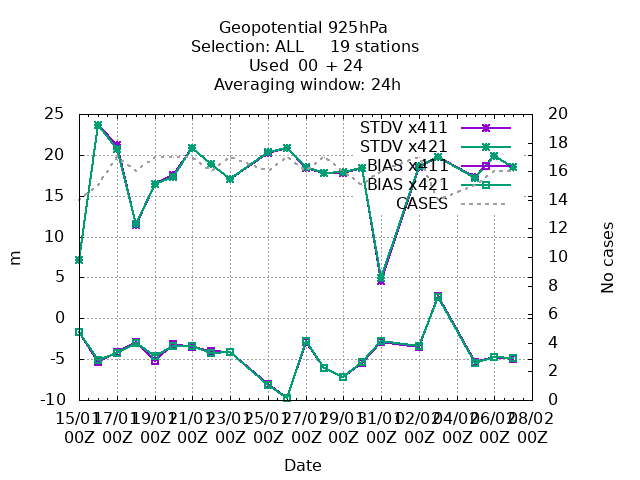 Geopotential 925hPa
Selection: ALL 19 stations
Used 00 + 24
Averaging window: 24h
25
20
15
10
5
0
-5
-10
m
20
18
16
14
12
10
8
6
4
2
0
No cases
STDV x411
STDV x421
BIAS x411
BIAS x421
CASES
15/01 17/01 19/01 21/01 23/01 25/01 27/01 29/01 31/01 02/02 04/02 06/02 08/02
00Z 00Z 00Z 00Z 00Z 00Z 00Z 00Z 00Z 00Z 00Z 00Z 00Z
Date